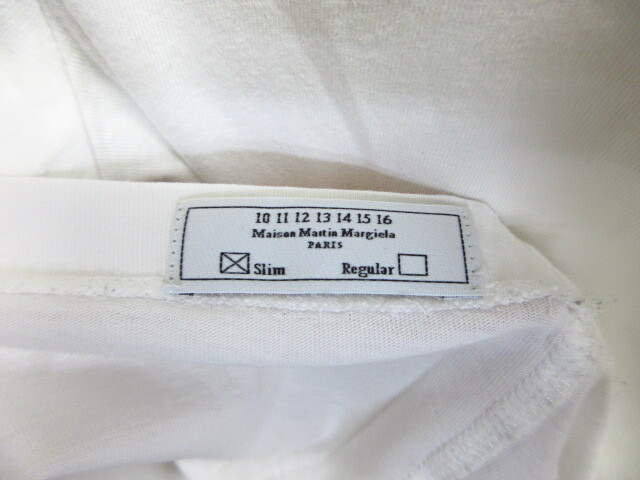 10 11 12 13 14 15 16
Maison Martin Margiela
PARIS
Slim Regular